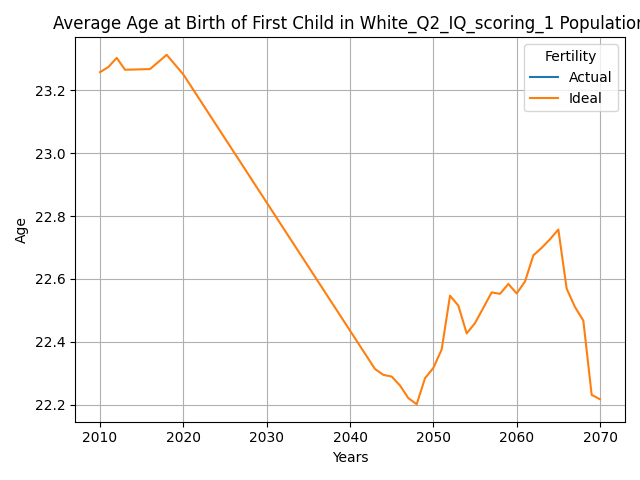 Average Age at Birth of First Child in White_Q2_IQ_scoring_1 Population
Fertility
Actual
Ideal
23.2
23.0
22.8
22.6
22.4
22.2
Age
2010 2020 2030 2040 2050 2060 2070
Years